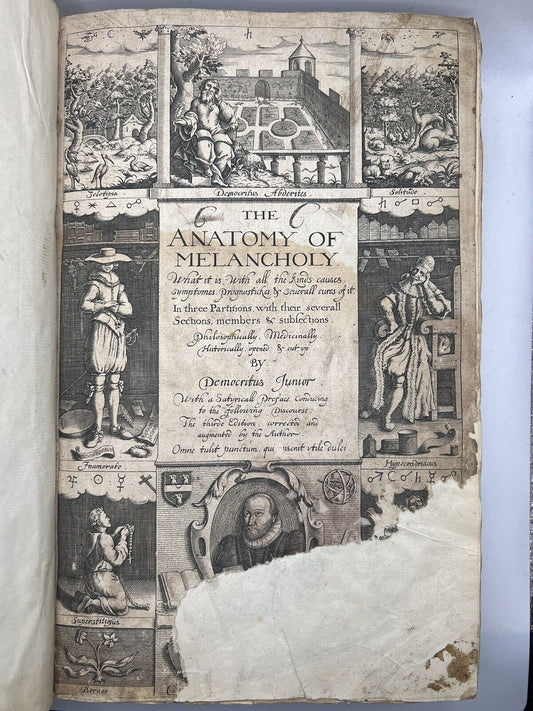 Zelotypia
Democritus Abderites
Solitudo
THE
ANATOMY OF
MELANCHOLY
What it is, With all the kinds causes,
symptomes, prognostickes, & severall cures of it.
In three Partitions, with their severall
Sections, members & subsections.
Philosophically, Medicinally,
Historically, opened & cut up.
BY
Democritus Junior
With a Satyricall Preface, Conducing
to the following Discourse
The thirde Edition, corrected and
augmented by the Author
Omne tulit punctum, qui miscuit utile dulci
Inamorato
Hypocondriacus
Superstitiosus
Borage